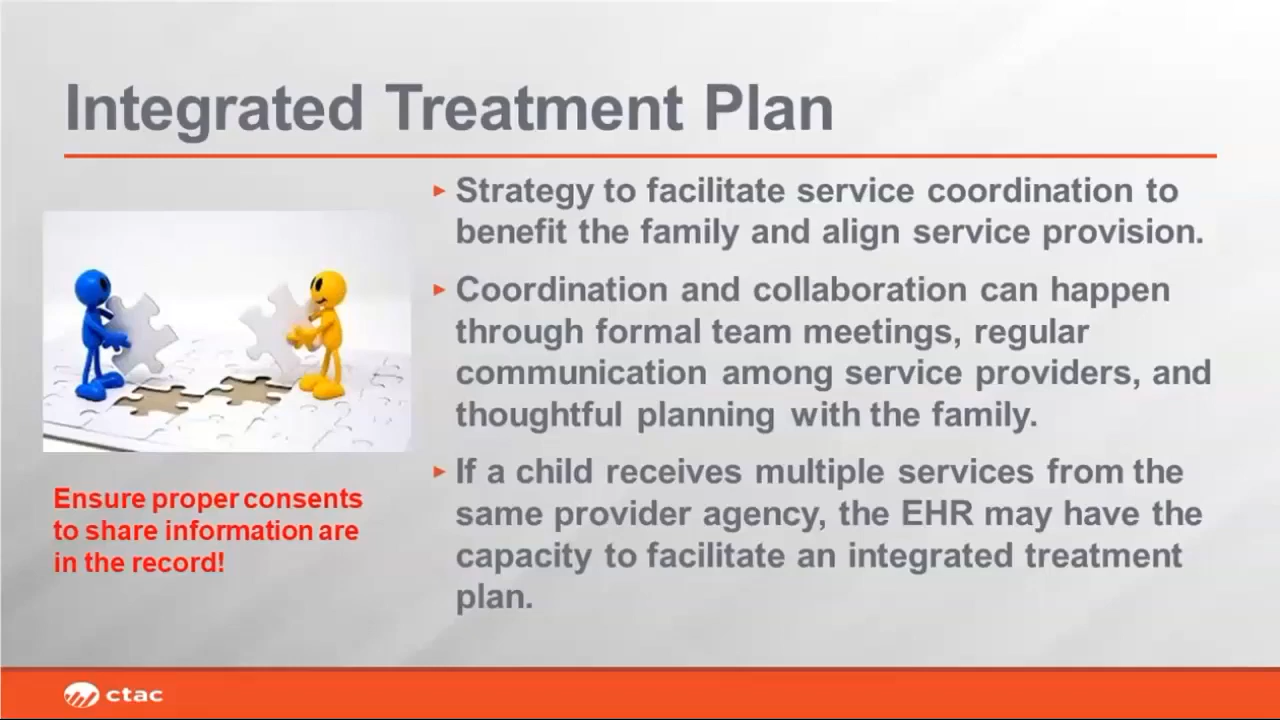 Integrated Treatment Plan
Strategy to facilitate service coordination to
benefit the family and align service provision.
Coordination and collaboration can happen
through formal team meetings, regular
communication among service providers, and
thoughtful planning with the family.
If a child receives multiple services from the
same provider agency, the EHR may have the
capacity to facilitate an integrated treatment
plan.
Ensure proper consents
to share information are
in the record!
ctac